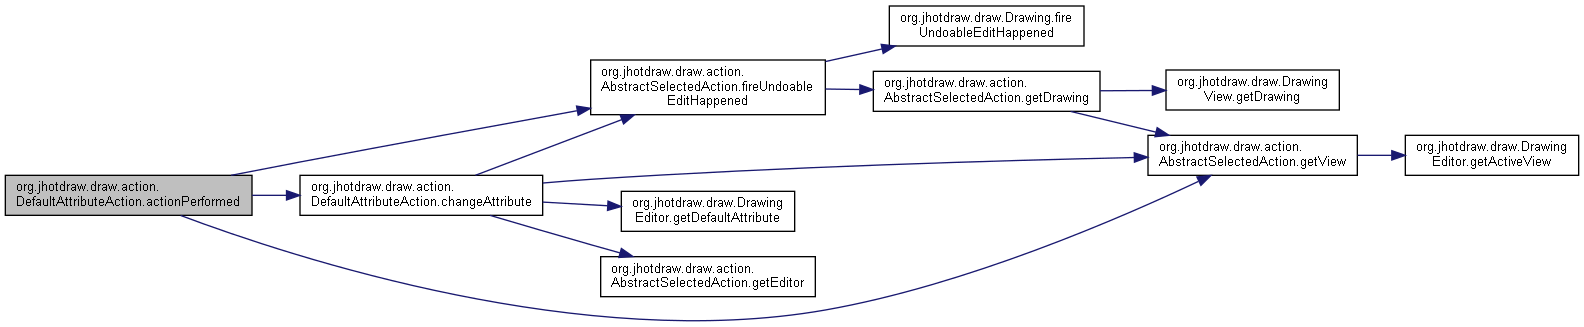 org.jhotdraw.draw.action.
DefaultAttributeAction.actionPerformed
org.jhotdraw.draw.action.
DefaultAttributeAction.changeAttribute
org.jhotdraw.draw.action.
AbstractSelectedAction.fireUndoable
EditHappened
org.jhotdraw.draw.Drawing.fire
UndoableEditHappened
org.jhotdraw.draw.action.
AbstractSelectedAction.getDrawing
org.jhotdraw.draw.Drawing
View.getDrawing
org.jhotdraw.draw.action.
AbstractSelectedAction.getView
org.jhotdraw.draw.Drawing
Editor.getActiveView
org.jhotdraw.draw.Drawing
Editor.getDefaultAttribute
org.jhotdraw.draw.action.
AbstractSelectedAction.getEditor